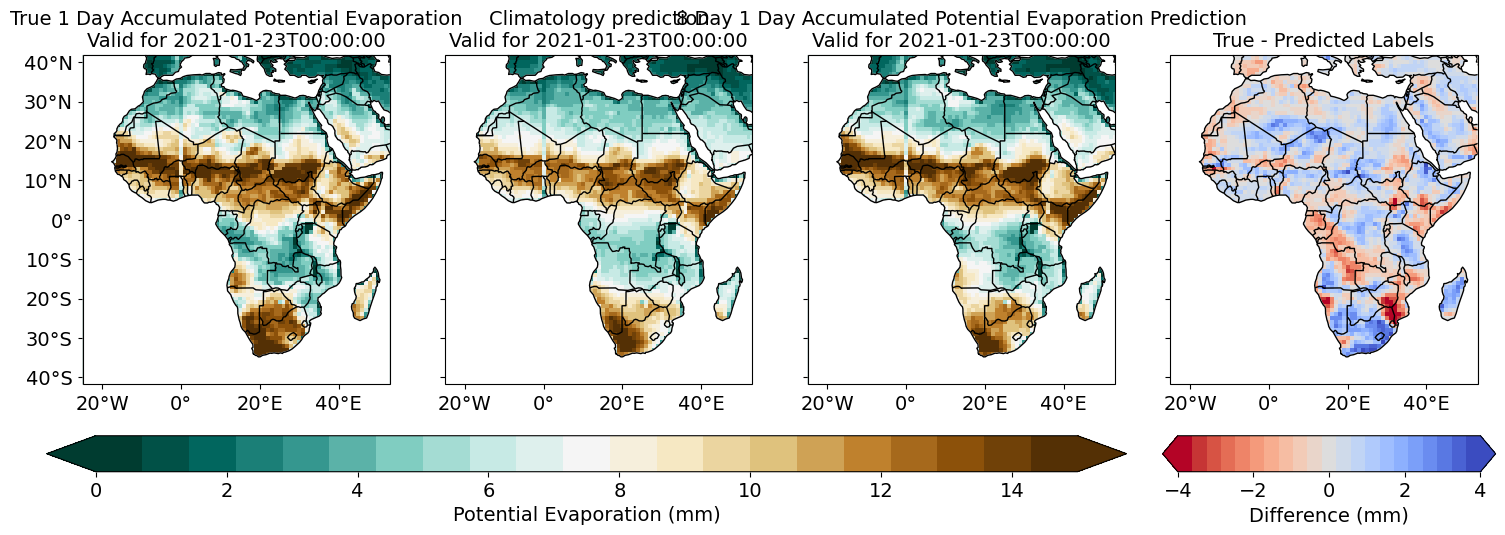 True 1 Day Accumulated Potential Evaporation
Valid for 2021-01-23T00:00:00
Climatology prediction
Valid for 2021-01-23T00:00:00
8 Day 1 Day Accumulated Potential Evaporation Prediction
Valid for 2021-01-23T00:00:00
True - Predicted Labels
40°N
30°N
20°N
10°N
0°
10°S
20°S
30°S
40°S
20°W 0° 20°E 40°E
20°W 0° 20°E 40°E
20°W 0° 20°E 40°E
20°W 0° 20°E 40°E
0 2 4 6 8 10 12 14
Potential Evaporation (mm)
−4 −2 0 2 4
Difference (mm)